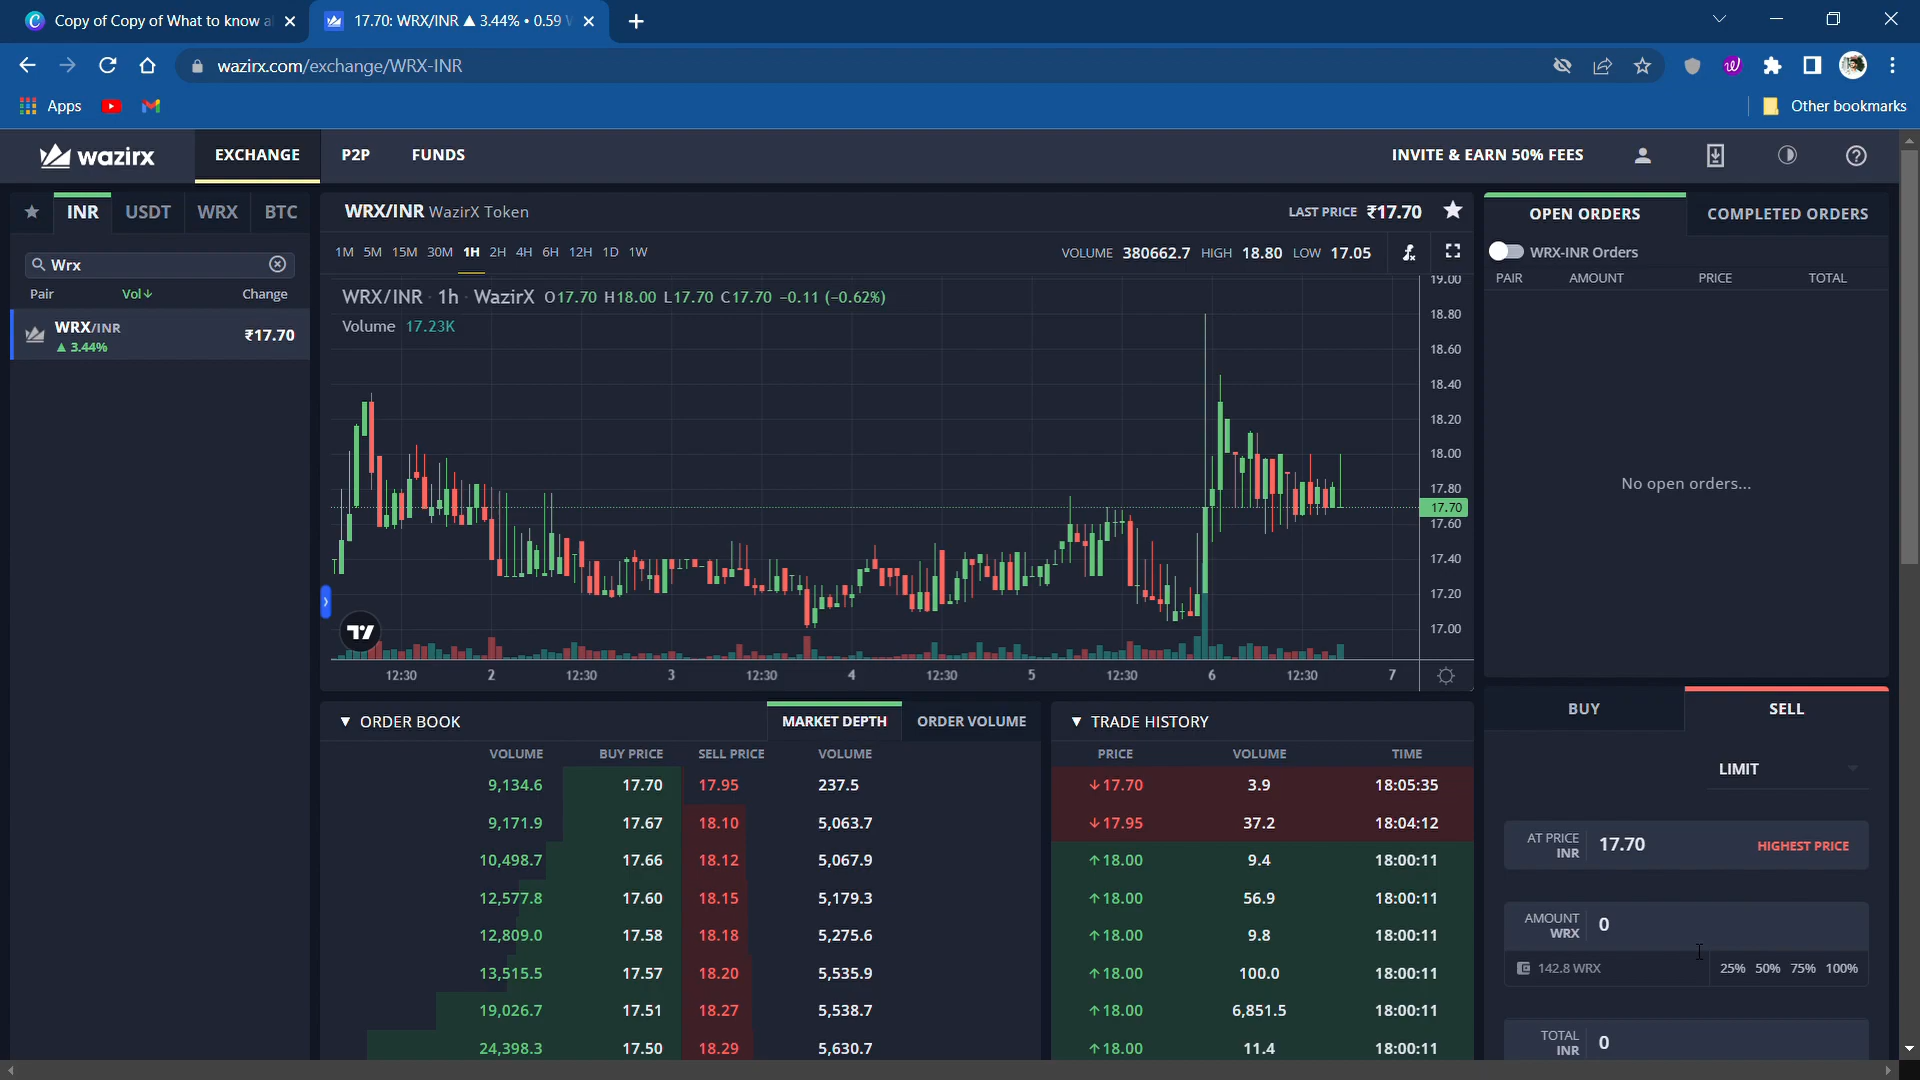 Copy of Copy of What to know a
17.70: WRX/INR ▲ 3.44% • 0.59 W
wazirx.com/exchange/WRX-INR
Apps
Other bookmarks
wazirx
EXCHANGE
P2P
FUNDS
INVITE & EARN 50% FEES
INR
USDT
WRX
BTC
Wrx
Pair
Vol↓
Change
WRX/INR
₹17.70
▲ 3.44%
WRX/INR WazirX Token
LAST PRICE ₹17.70
1M 5M 15M 30M 1H 2H 4H 6H 12H 1D 1W
VOLUME 380662.7 HIGH 18.80 LOW 17.05
WRX/INR · 1h · WazirX O17.70 H18.00 L17.70 C17.70 −0.11 (−0.62%)
Volume 17.23K
19.00
18.80
18.60
18.40
18.20
18.00
17.80
17.70
17.60
17.40
17.20
17.00
12:30 2 12:30 3 12:30 4 12:30 5 12:30 6 12:30 7
OPEN ORDERS
COMPLETED ORDERS
WRX-INR Orders
PAIR AMOUNT PRICE TOTAL
No open orders...
▼ ORDER BOOK
MARKET DEPTH
ORDER VOLUME
VOLUME BUY PRICE SELL PRICE VOLUME
9,134.6 17.70 17.95 237.5
9,171.9 17.67 18.10 5,063.7
10,498.7 17.66 18.12 5,067.9
12,577.8 17.60 18.15 5,179.3
12,809.0 17.58 18.18 5,275.6
13,515.5 17.57 18.20 5,535.9
19,026.7 17.51 18.27 5,538.7
24,398.3 17.50 18.29 5,630.7
▼ TRADE HISTORY
PRICE VOLUME TIME
↓17.70 3.9 18:05:35
↓17.95 37.2 18:04:12
↑18.00 9.4 18:00:11
↑18.00 56.9 18:00:11
↑18.00 9.8 18:00:11
↑18.00 100.0 18:00:11
↑18.00 6,851.5 18:00:11
↑18.00 11.4 18:00:11
BUY
SELL
LIMIT
AT PRICE
INR
17.70
HIGHEST PRICE
AMOUNT
WRX
0
142.8 WRX
25% 50% 75% 100%
TOTAL
INR
0